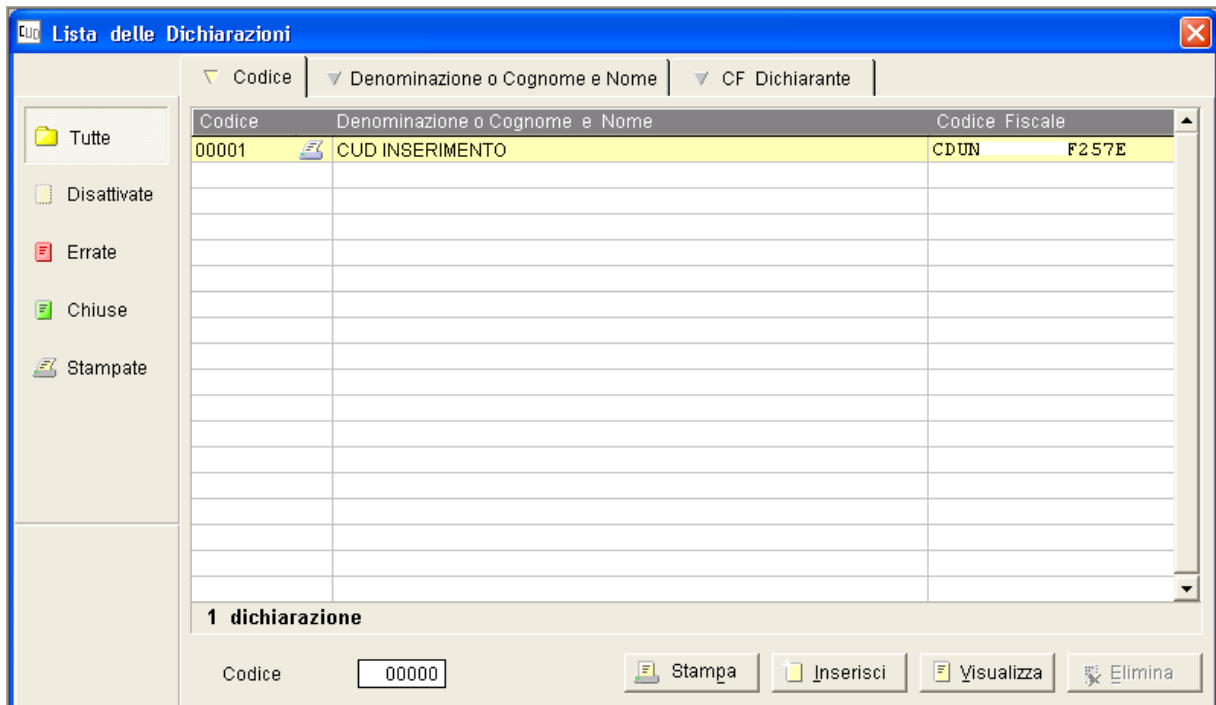 CUD Lista delle Dichiarazioni
Codice Denominazione o Cognome e Nome CF Dichiarante
Tutte
Disattivate
Errate
Chiuse
Stampate
Codice Denominazione o Cognome e Nome Codice Fiscale
00001 CUD INSERIMENTO CDUN F257E
1 dichiarazione
Codice 00000 Stampa Inserisci Visualizza Elimina